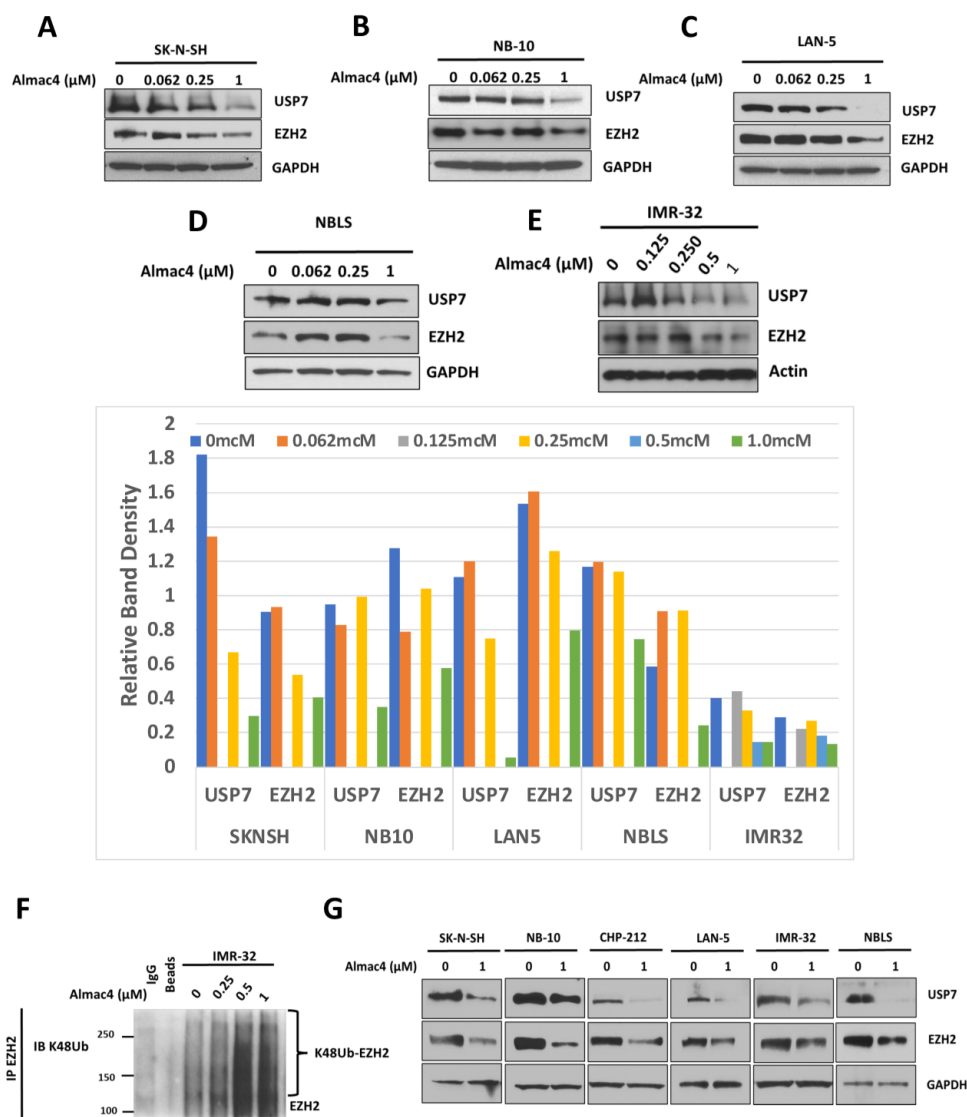 A
SK-N-SH
Almac4 (µM) 0 0.062 0.25 1
USP7
EZH2
GAPDH
B
NB-10
Almac4 (µM) 0 0.062 0.25 1
USP7
EZH2
GAPDH
C
LAN-5
Almac4 (µM) 0 0.062 0.25 1
USP7
EZH2
GAPDH
D
NBLS
Almac4 (µM) 0 0.062 0.25 1
USP7
EZH2
GAPDH
E
IMR-32
Almac4 (µM) 0 0.125 0.250 0.5 1
USP7
EZH2
Actin
Relative Band Density
2
1.8
1.6
1.4
1.2
1
0.8
0.6
0.4
0.2
0
0mcM 0.062mcM 0.125mcM 0.25mcM 0.5mcM 1.0mcM
USP7 EZH2 USP7 EZH2 USP7 EZH2 USP7 EZH2 USP7 EZH2
SKNSH NB10 LAN5 NBLS IMR32
F
IMR-32
Almac4 (µM) IgG Beads 0 0.25 0.5 1
IP EZH2
IB K48Ub
250
150
100
K48Ub-EZH2
EZH2
G
SK-N-SH NB-10 CHP-212 LAN-5 IMR-32 NBLS
Almac4 (µM) 0 1 0 1 0 1 0 1 0 1 0 1
USP7
EZH2
GAPDH